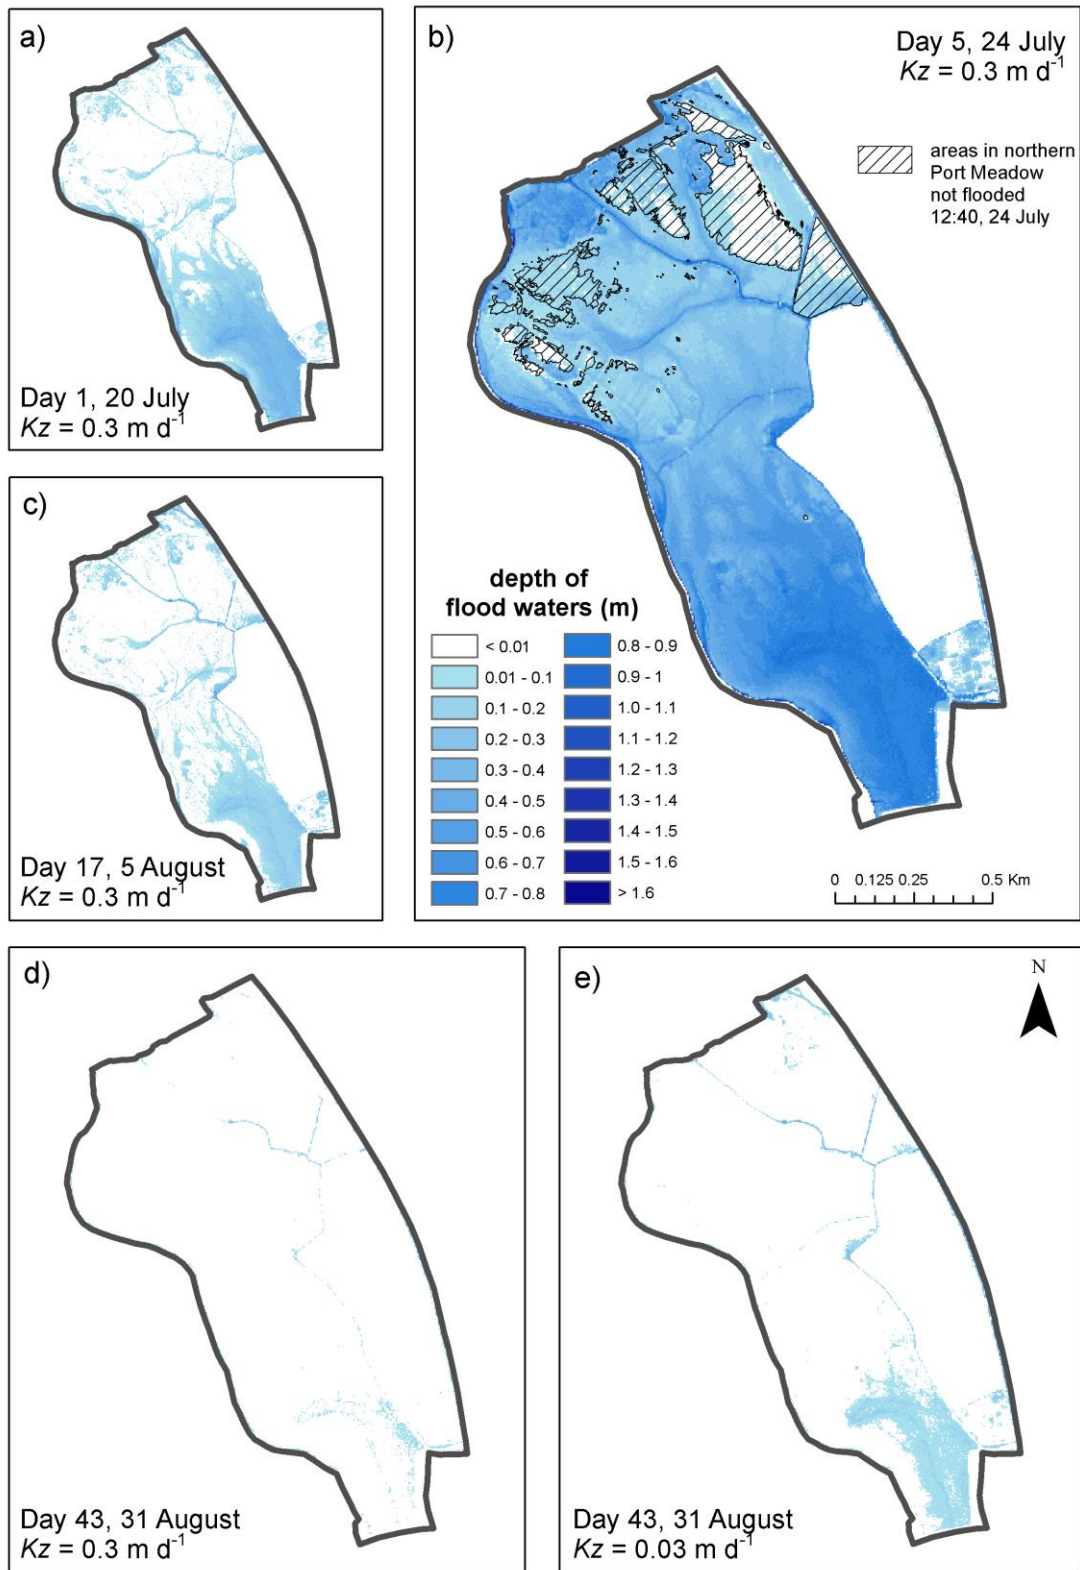 a)
Day 1, 20 July
Kz = 0.3 m d⁻¹
b)
Day 5, 24 July
Kz = 0.3 m d⁻¹
areas in northern
Port Meadow
not flooded
12:40, 24 July
depth of
flood waters (m)
< 0.01
0.01 - 0.1
0.1 - 0.2
0.2 - 0.3
0.3 - 0.4
0.4 - 0.5
0.5 - 0.6
0.6 - 0.7
0.7 - 0.8
0.8 - 0.9
0.9 - 1
1.0 - 1.1
1.1 - 1.2
1.2 - 1.3
1.3 - 1.4
1.4 - 1.5
1.5 - 1.6
> 1.6
0 0.125 0.25 0.5 Km
c)
Day 17, 5 August
Kz = 0.3 m d⁻¹
d)
Day 43, 31 August
Kz = 0.3 m d⁻¹
e)
N
Day 43, 31 August
Kz = 0.03 m d⁻¹